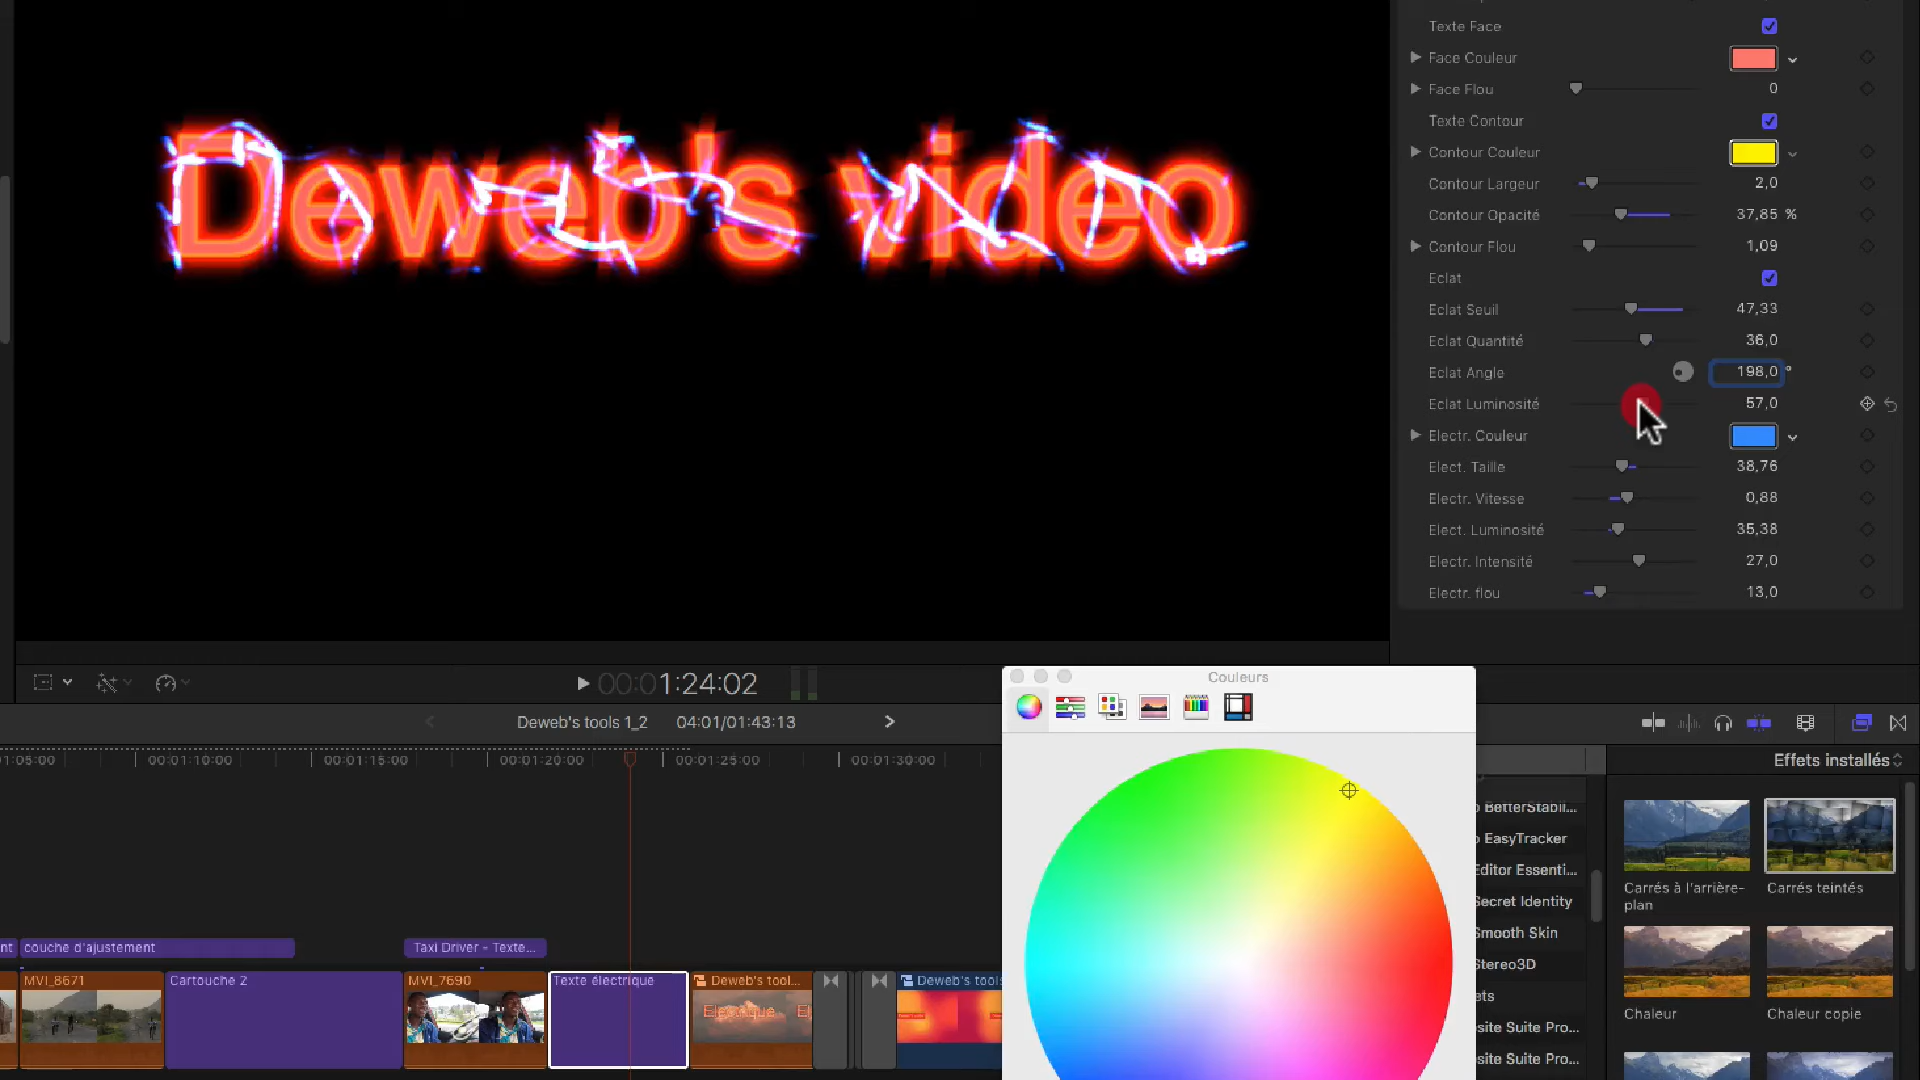 Deweb's video
Texte Face
Face Couleur
Face Flou 0
Texte Contour
Contour Couleur
Contour Largeur 2,0
Contour Opacité 37,85 %
Contour Flou 1,09
Eclat
Eclat Seuil 47,33
Eclat Quantité 36,0
Eclat Angle 198,0 °
Eclat Luminosité 57,0
Electr. Couleur
Elect. Taille 38,76
Electr. Vitesse 0,88
Elect. Luminosité 35,38
Electr. Intensité 27,0
Electr. flou 13,0
00:01:24:02
Deweb's tools 1_2 04:01/01:43:13
Couleurs
1:05:00 00:01:10:00 00:01:15:00 00:01:20:00 00:01:25:00 00:01:30:00
Effets installés
BetterStabil...
EasyTracker
Editor Essenti...
Secret Identity
Smooth Skin
Stereo3D
ets
site Suite Pro...
site Suite Pro...
Carrés à l'arrière-
plan
Carrés teintés
Chaleur
Chaleur copie
nt couche d'ajustement
Taxi Driver - Texte...
MVI_8671
Cartouche 2
MVI_7690
Texte électrique
Deweb's tool...
Deweb's tools
Electrique El